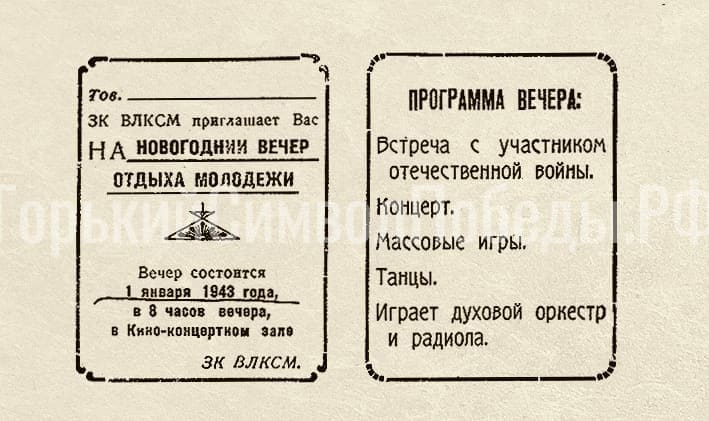 Тов.
ЗК ВЛКСМ приглашает Вас
НА НОВОГОДНИИ ВЕЧЕР
ОТДЫХА МОЛОДЕЖИ
Вечер состоится
1 января 1943 года,
в 8 часов вечера,
в Кино-концертном зале
ЗК ВЛКСМ.
ПРОГРАММА ВЕЧЕРА:
Встреча с участником
отечественной войны.
Концерт.
Массовые игры.
Танцы.
Играет духовой оркестр
и радиола.
ГорькийСимволПобеды.РФ